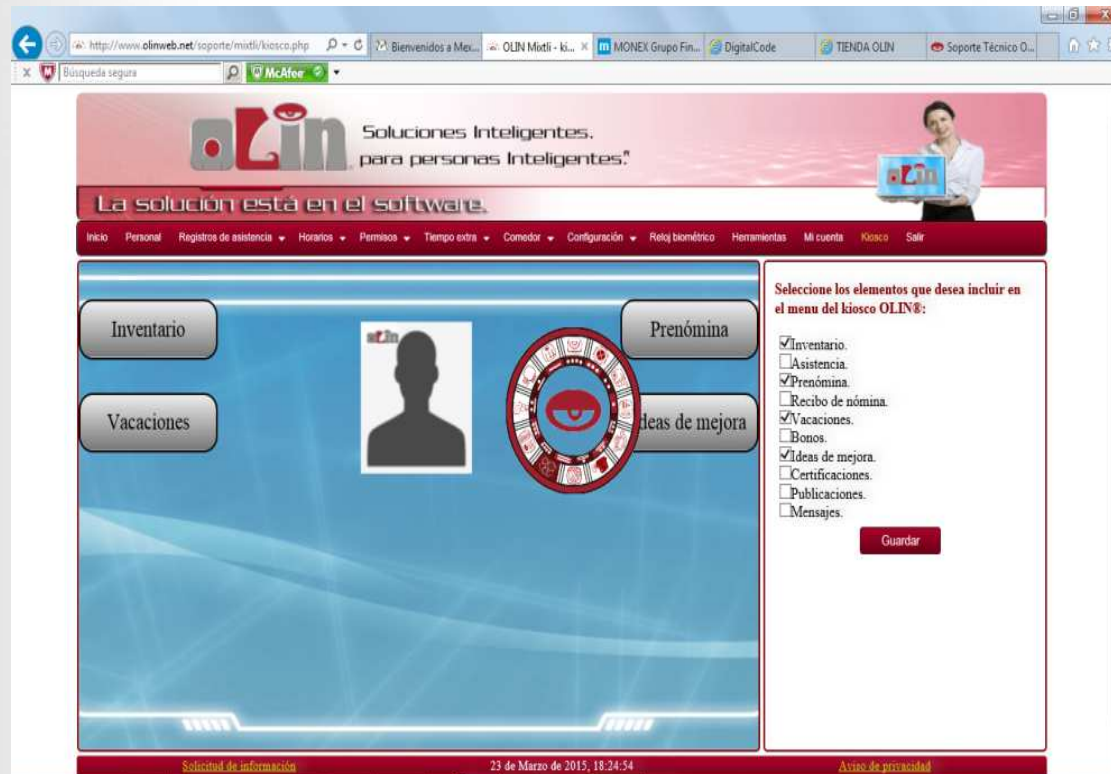 http://www.olinweb.net/soporte/mixtli/kiosco.php
Bienvenidos a Mex...
OLIN Mixtli - ki...
MONEX Grupo Fin...
DigitalCode
TIENDA OLIN
Soporte Técnico O...
Búsqueda segura
McAfee
oLin
Soluciones Inteligentes.
para personas Inteligentes."
oLin
La solución está en el software.
Inicio Personal Registros de asistencia Horarios Permisos Tiempo extra Comedor Configuración Reloj biométrico Herramientas Mi cuenta Kiosco Salir
Inventario
oLin
Prenómina
Vacaciones
deas de mejora
Seleccione los elementos que desea incluir en
el menu del kiosco OLIN®:
Inventario.
Asistencia.
Prenómina.
Recibo de nómina.
Vacaciones.
Bonos.
Ideas de mejora.
Certificaciones.
Publicaciones.
Mensajes.
Guardar
Solicitud de información
23 de Marzo de 2015, 18:24:54
Aviso de privacidad